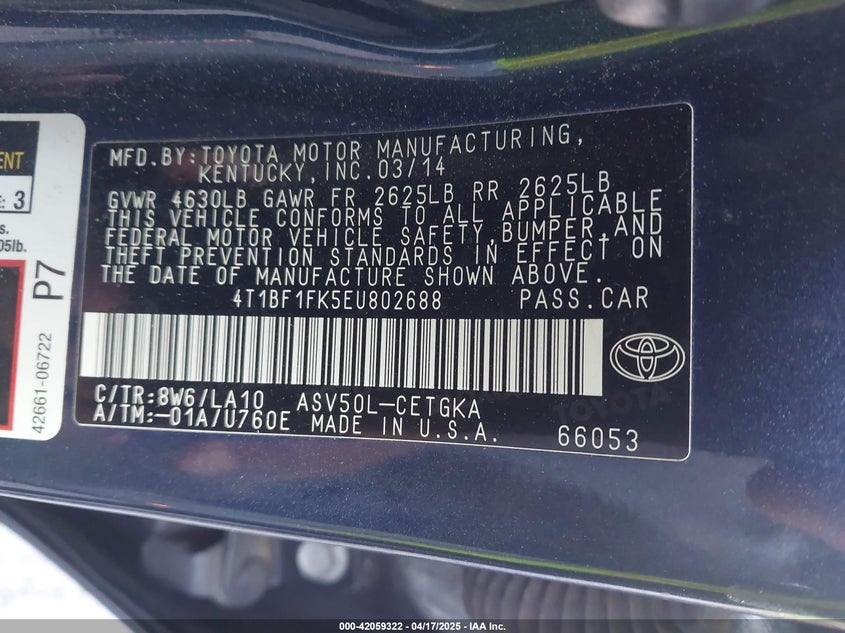 ENT
E: 3
s.
05lb.
P7
42661-06722
MFD.BY:TOYOTA MOTOR MANUFACTURING,
KENTUCKY,INC.03/14
GVWR 4630LB GAWR FR 2625LB RR 2625LB
THIS VEHICLE CONFORMS TO ALL APPLICABLE
FEDERAL MOTOR VEHICLE SAFETY,BUMPER,AND
THEFT PREVENTION STANDARDS IN EFFECT ON
THE DATE OF MANUFACTURE SHOWN ABOVE.
4T1BF1FK5EU802688 PASS.CAR
C/TR:8W6/LA10 ASV50L-CETGKA
A/TM:-01A/U760E MADE IN U.S.A.
66053
000-42059322 | 04/17/2025 | IAA, Inc.